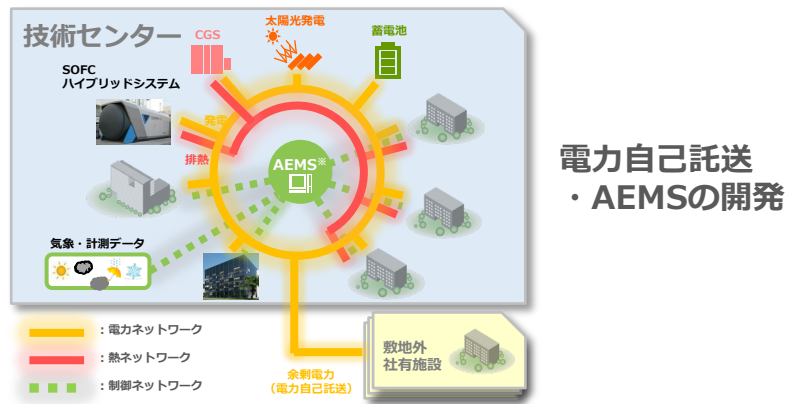 技術センター
CGS
太陽光発電
蓄電池
SOFC
ハイブリッドシステム
発電
排熱
AEMS※
気象・計測データ
：電力ネットワーク
：熱ネットワーク
：制御ネットワーク
余剰電力
（電力自己託送）
敷地外
社有施設
電力自己託送
・AEMSの開発